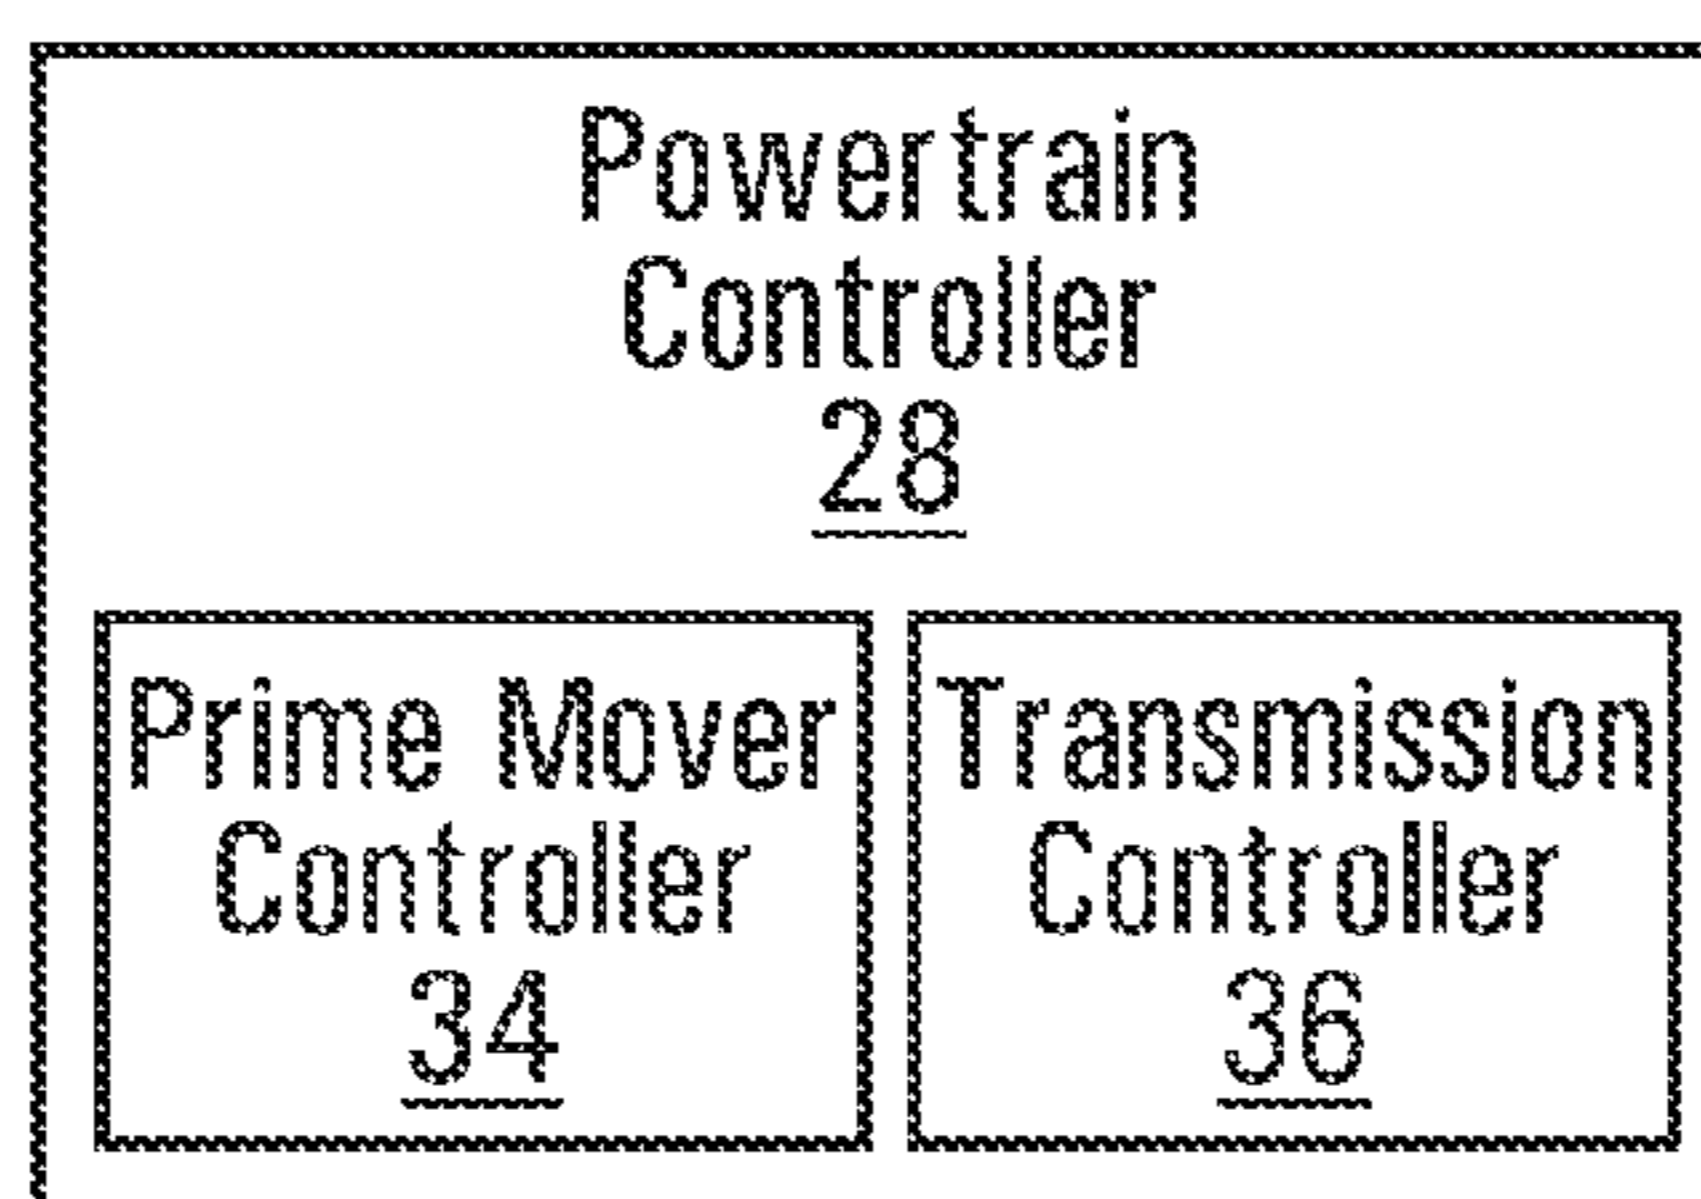 Powertrain
Controller
28
Prime Mover
Controller
34
Transmission
Controller
36